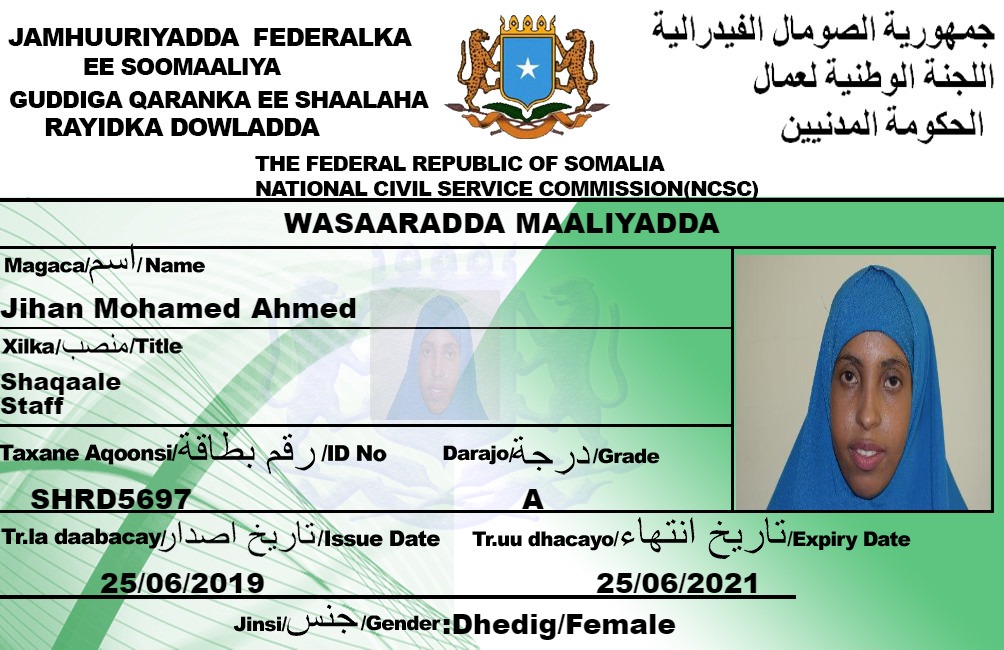 JAMHUURIYADDA FEDERALKA
EE SOOMAALIYA
GUDDIGA QARANKA EE SHAALAHA
RAYIDKA DOWLADDA
جمهورية الصومال الفيدرالية
اللجنة الوطنية لعمال
الحكومة المدنيين
THE FEDERAL REPUBLIC OF SOMALIA
NATIONAL CIVIL SERVICE COMMISSION(NCSC)
WASAARADDA MAALIYADDA
Magaca/اسم/Name
Jihan Mohamed Ahmed
Xilka/منصب/Title
Shaqaale
Staff
Taxane Aqoonsi/رقم بطاقة/ID No
SHRD5697
Darajo/درجة/Grade
A
Tr.la daabacay/تاريخ اصدار/Issue Date
25/06/2019
Tr.uu dhacayo/تاريخ انتهاء/Expiry Date
25/06/2021
Jinsi/جنس/Gender:Dhedig/Female